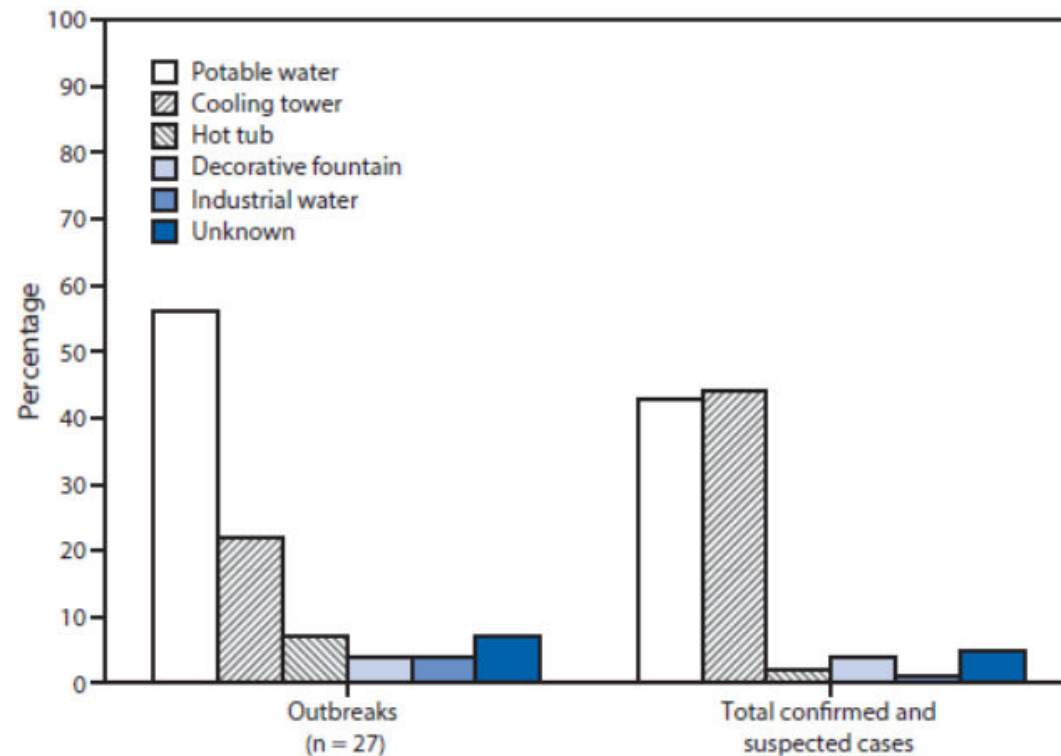 100
90
80
70
60
50
40
30
20
10
0
Percentage
Potable water
Cooling tower
Hot tub
Decorative fountain
Industrial water
Unknown
Outbreaks
(n = 27)
Total confirmed and
suspected cases